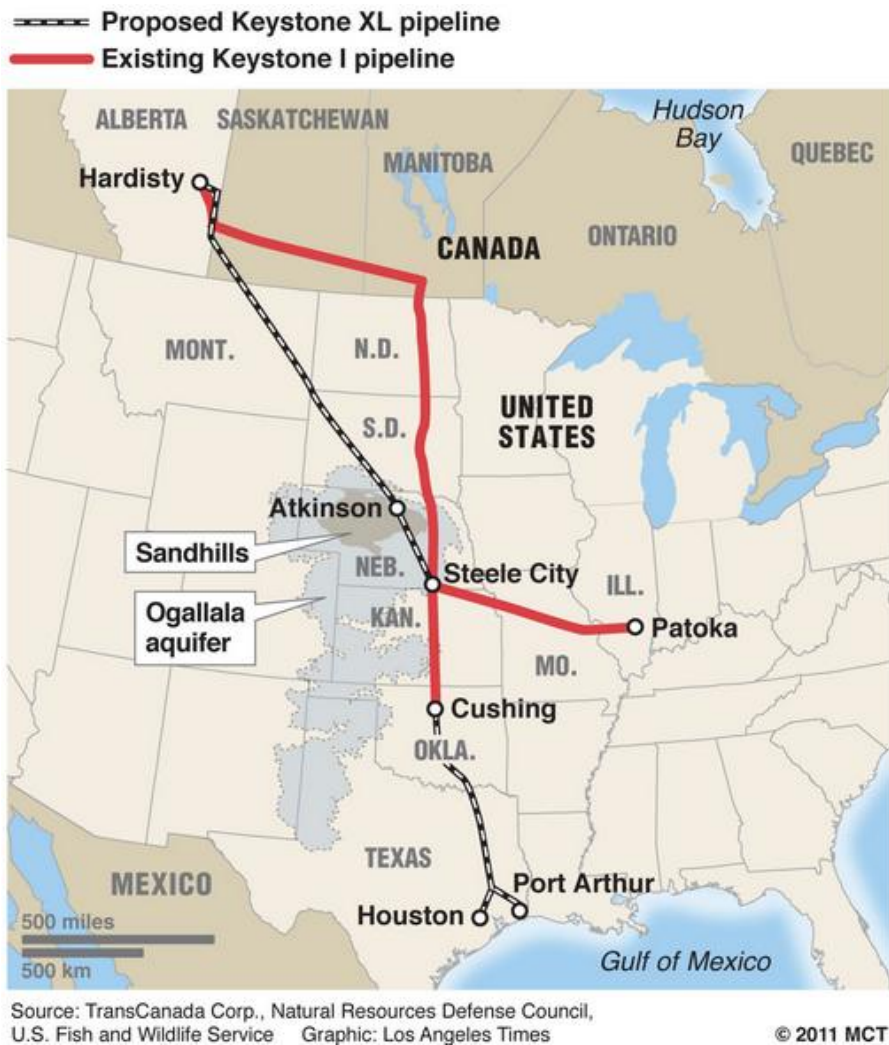 Proposed Keystone XL pipeline
Existing Keystone I pipeline
ALBERTA
SASKATCHEWAN
Hudson
Bay
MANITOBA
QUEBEC
Hardisty
ONTARIO
CANADA
MONT.
N.D.
UNITED
STATES
S.D.
Atkinson
Sandhills
NEB.
Steele City
ILL.
Ogallala
aquifer
KAN.
Patoka
MO.
Cushing
OKLA.
TEXAS
MEXICO
Port Arthur
Houston
500 miles
500 km
Gulf of Mexico
Source: TransCanada Corp., Natural Resources Defense Council,
U.S. Fish and Wildlife Service Graphic: Los Angeles Times
© 2011 MCT